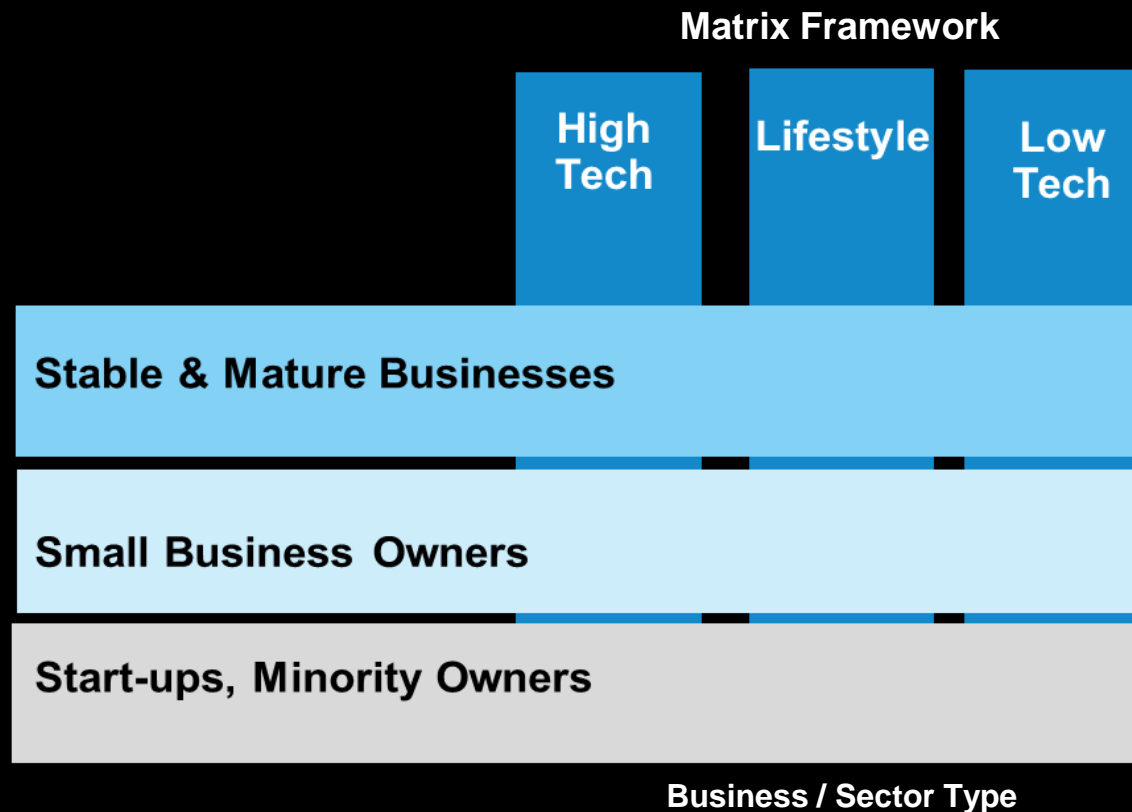 Matrix Framework
High
Tech
Lifestyle
Low
Tech
Stable & Mature Businesses
Small Business Owners
Start-ups, Minority Owners
Business / Sector Type